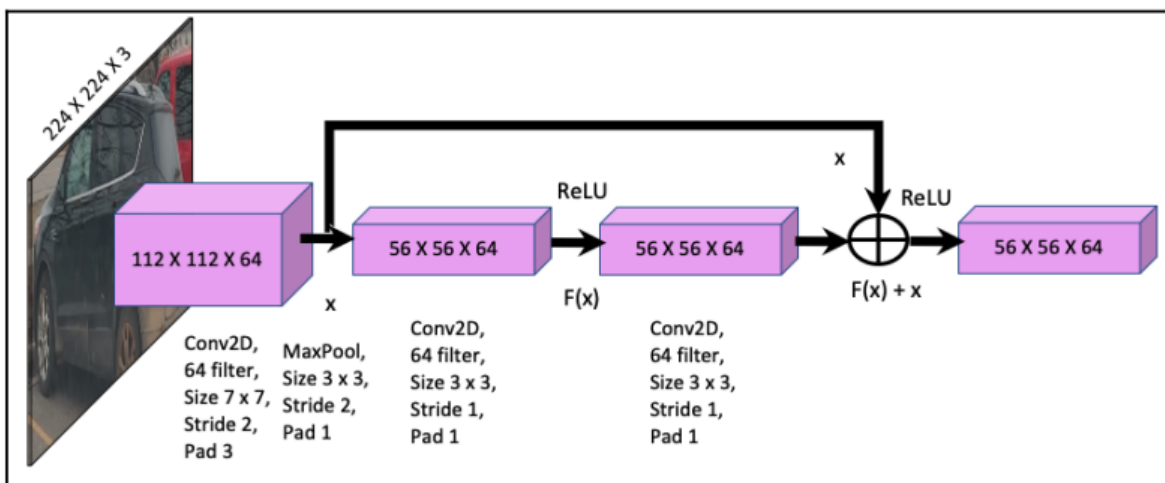 224 X 224 X 3
x
ReLU
ReLU
112 X 112 X 64
56 X 56 X 64
56 X 56 X 64
56 X 56 X 64
x
F(x)
F(x) + x
Conv2D,
64 filter,
Size 7 x 7,
Stride 2,
Pad 3
MaxPool,
Size 3 x 3,
Stride 2,
Pad 1
Conv2D,
64 filter,
Size 3 x 3,
Stride 1,
Pad 1
Conv2D,
64 filter,
Size 3 x 3,
Stride 1,
Pad 1